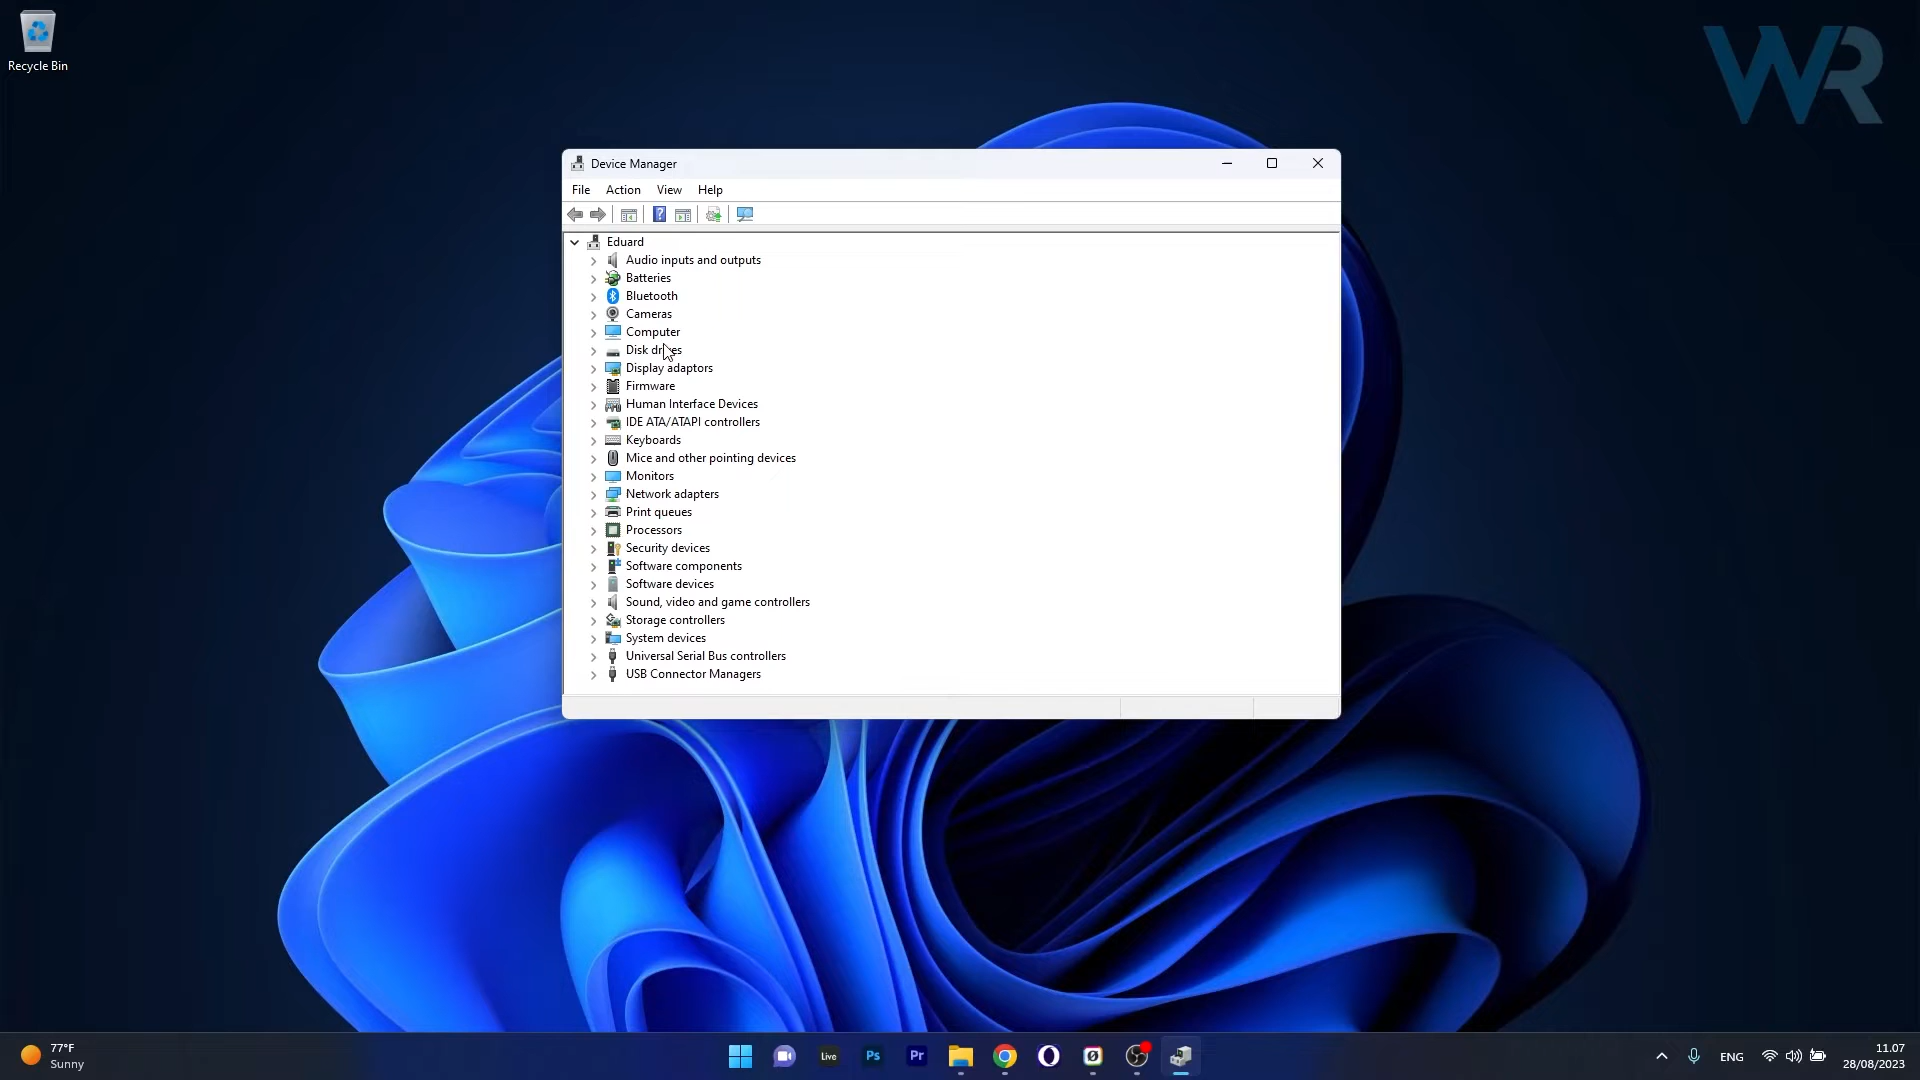 Recycle Bin
WR
Device Manager
File Action View Help
Eduard
Audio inputs and outputs
Batteries
Bluetooth
Cameras
Computer
Disk drives
Display adaptors
Firmware
Human Interface Devices
IDE ATA/ATAPI controllers
Keyboards
Mice and other pointing devices
Monitors
Network adapters
Print queues
Processors
Security devices
Software components
Software devices
Sound, video and game controllers
Storage controllers
System devices
Universal Serial Bus controllers
USB Connector Managers
77°F
Sunny
Live
Ps
Pr
ENG
11.07
28/08/2023